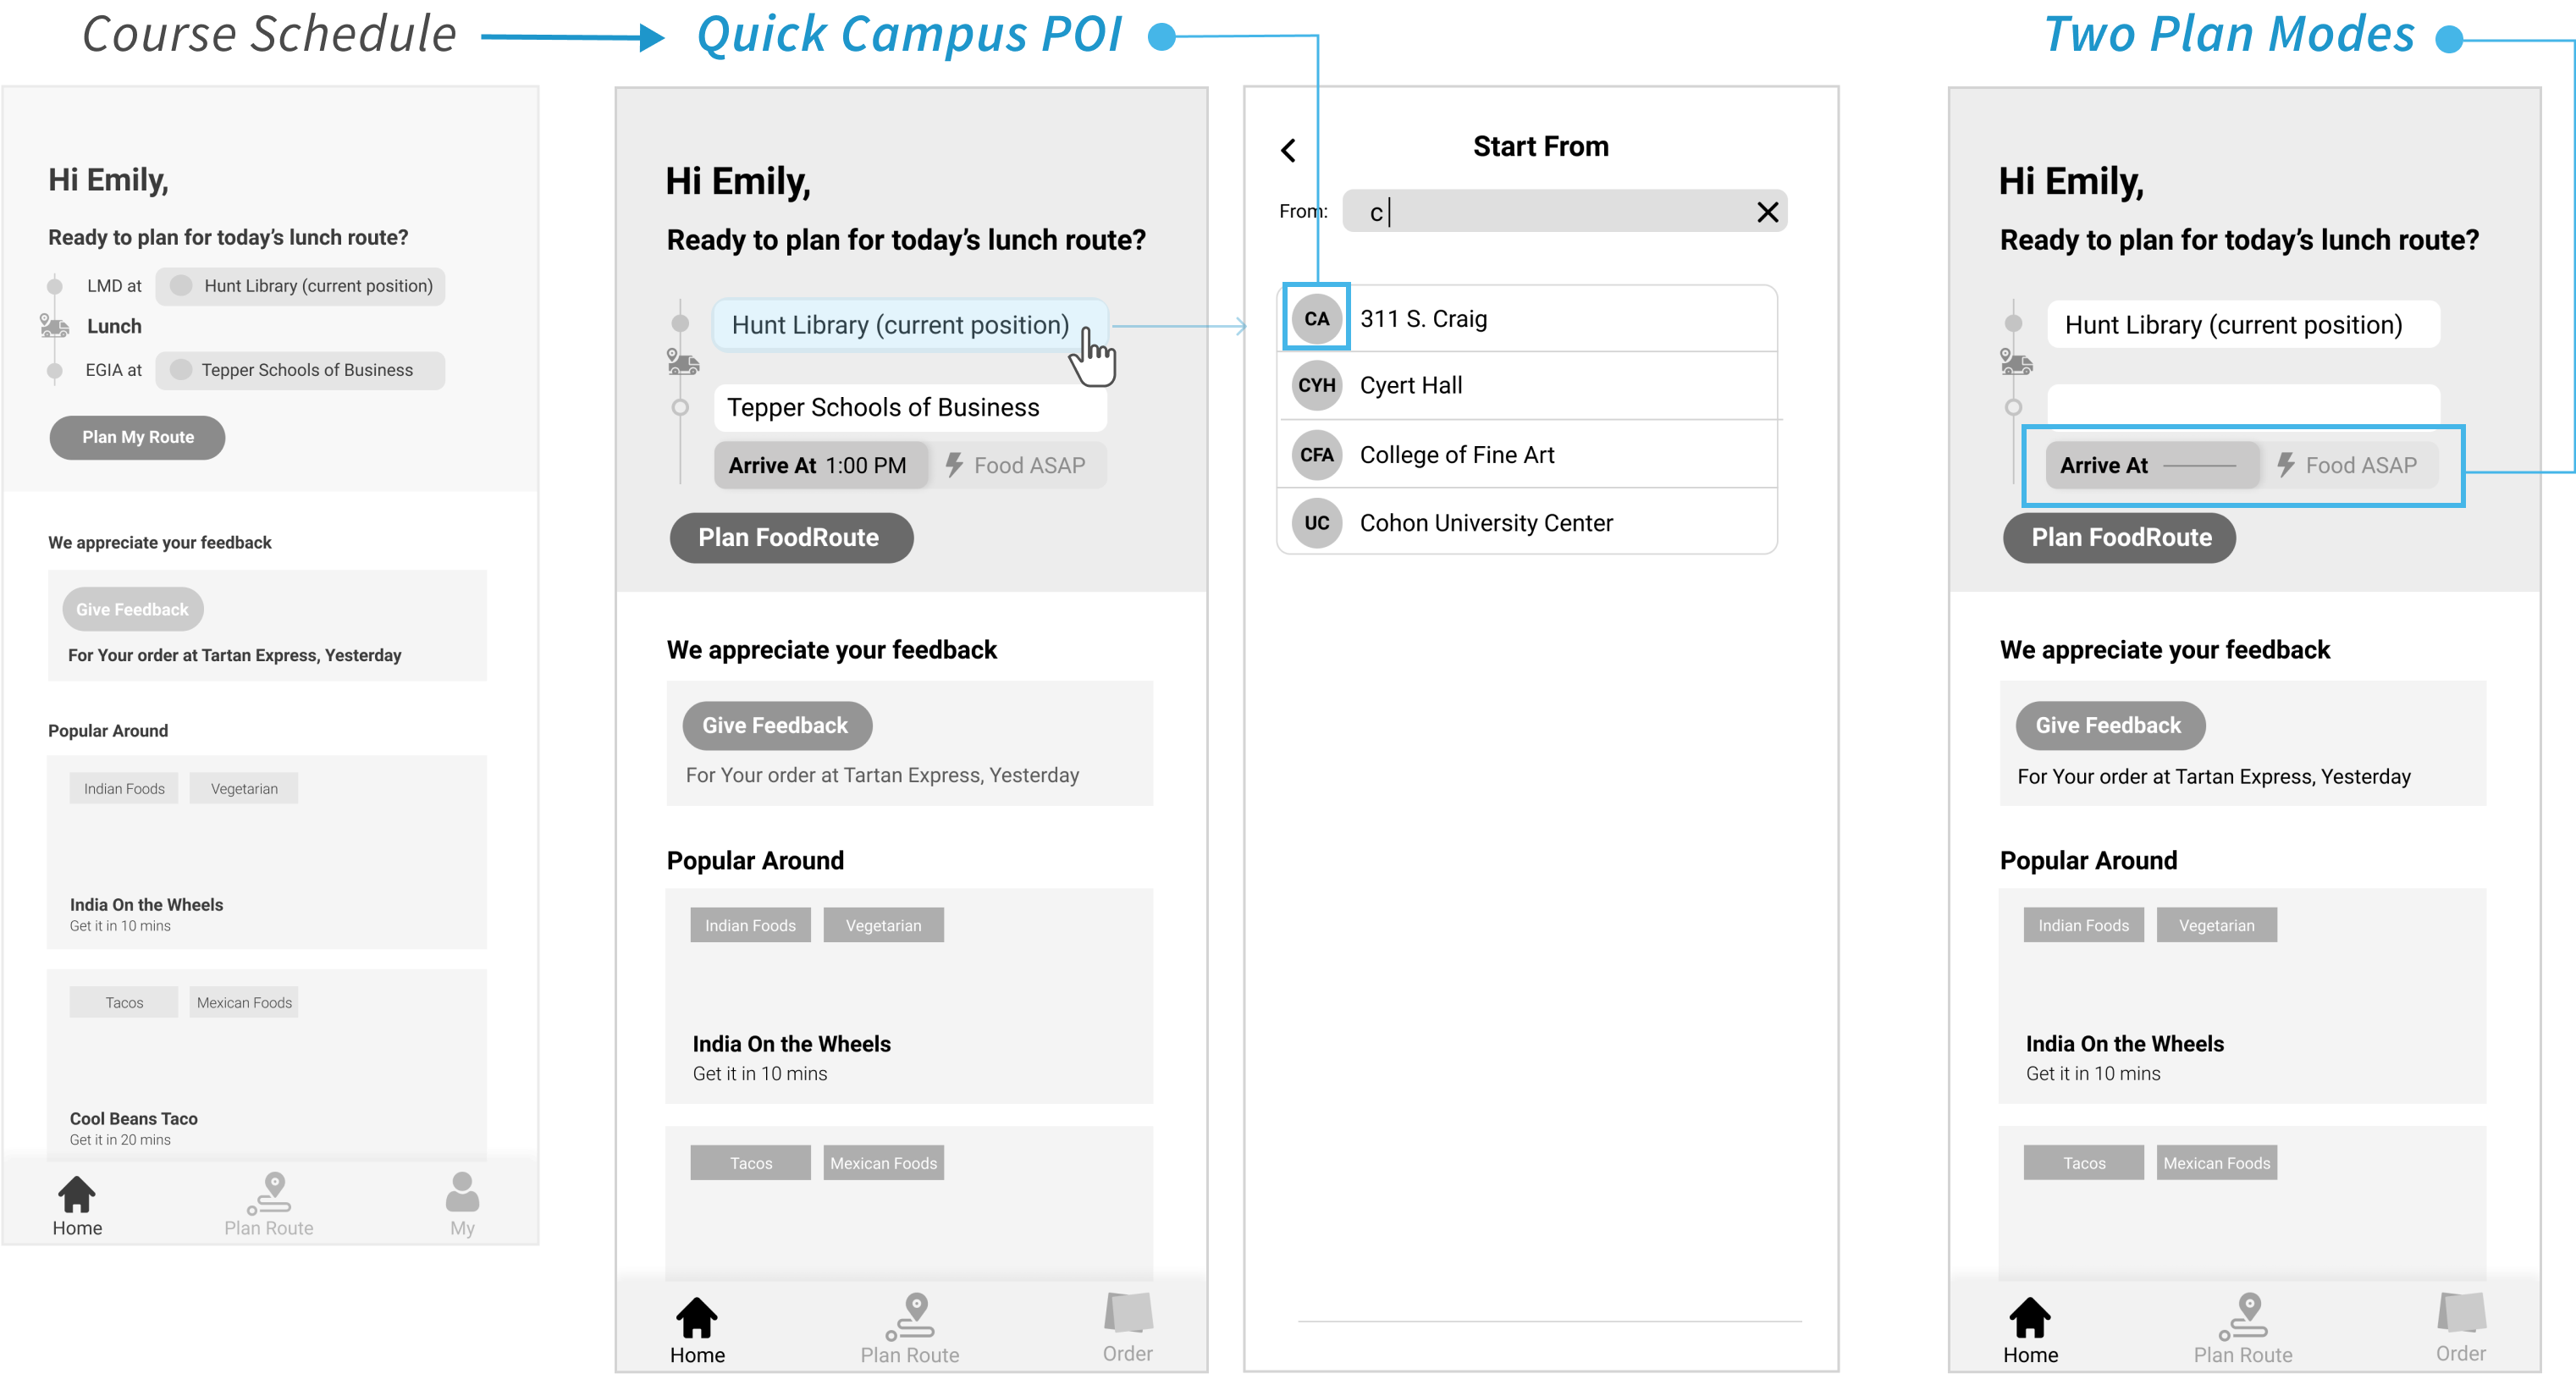 Course Schedule
Quick Campus POI
Two Plan Modes
Hi Emily,
Ready to plan for today’s lunch route?
LMD at
Hunt Library (current position)
Lunch
EGIA at
Tepper Schools of Business
Plan My Route
We appreciate your feedback
Give Feedback
For Your order at Tartan Express, Yesterday
Popular Around
Indian Foods
Vegetarian
India On the Wheels
Get it in 10 mins
Tacos
Mexican Foods
Cool Beans Taco
Get it in 20 mins
Home
Plan Route
My
Hi Emily,
Ready to plan for today’s lunch route?
Hunt Library (current position)
Tepper Schools of Business
Arrive At 1:00 PM
Food ASAP
Plan FoodRoute
We appreciate your feedback
Give Feedback
For Your order at Tartan Express, Yesterday
Popular Around
Indian Foods
Vegetarian
India On the Wheels
Get it in 10 mins
Tacos
Mexican Foods
Home
Plan Route
Order
Start From
From:
c
CA
311 S. Craig
CYH
Cyert Hall
CFA
College of Fine Art
UC
Cohon University Center
Hi Emily,
Ready to plan for today’s lunch route?
Hunt Library (current position)
Arrive At
Food ASAP
Plan FoodRoute
We appreciate your feedback
Give Feedback
For Your order at Tartan Express, Yesterday
Popular Around
Indian Foods
Vegetarian
India On the Wheels
Get it in 10 mins
Tacos
Mexican Foods
Home
Plan Route
Order